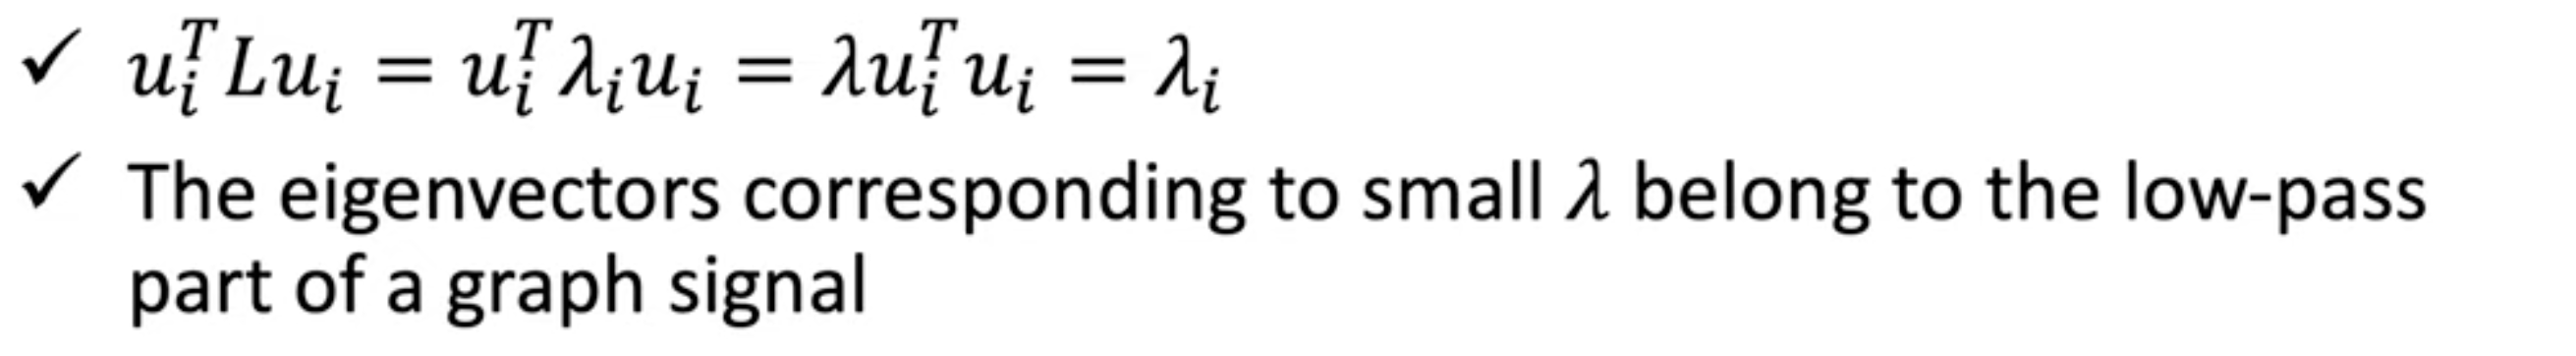 ✓ $u_i^T L u_i = u_i^T \lambda_i u_i = \lambda u_i^T u_i = \lambda_i$
✓ The eigenvectors corresponding to small $\lambda$ belong to the low-pass
part of a graph signal